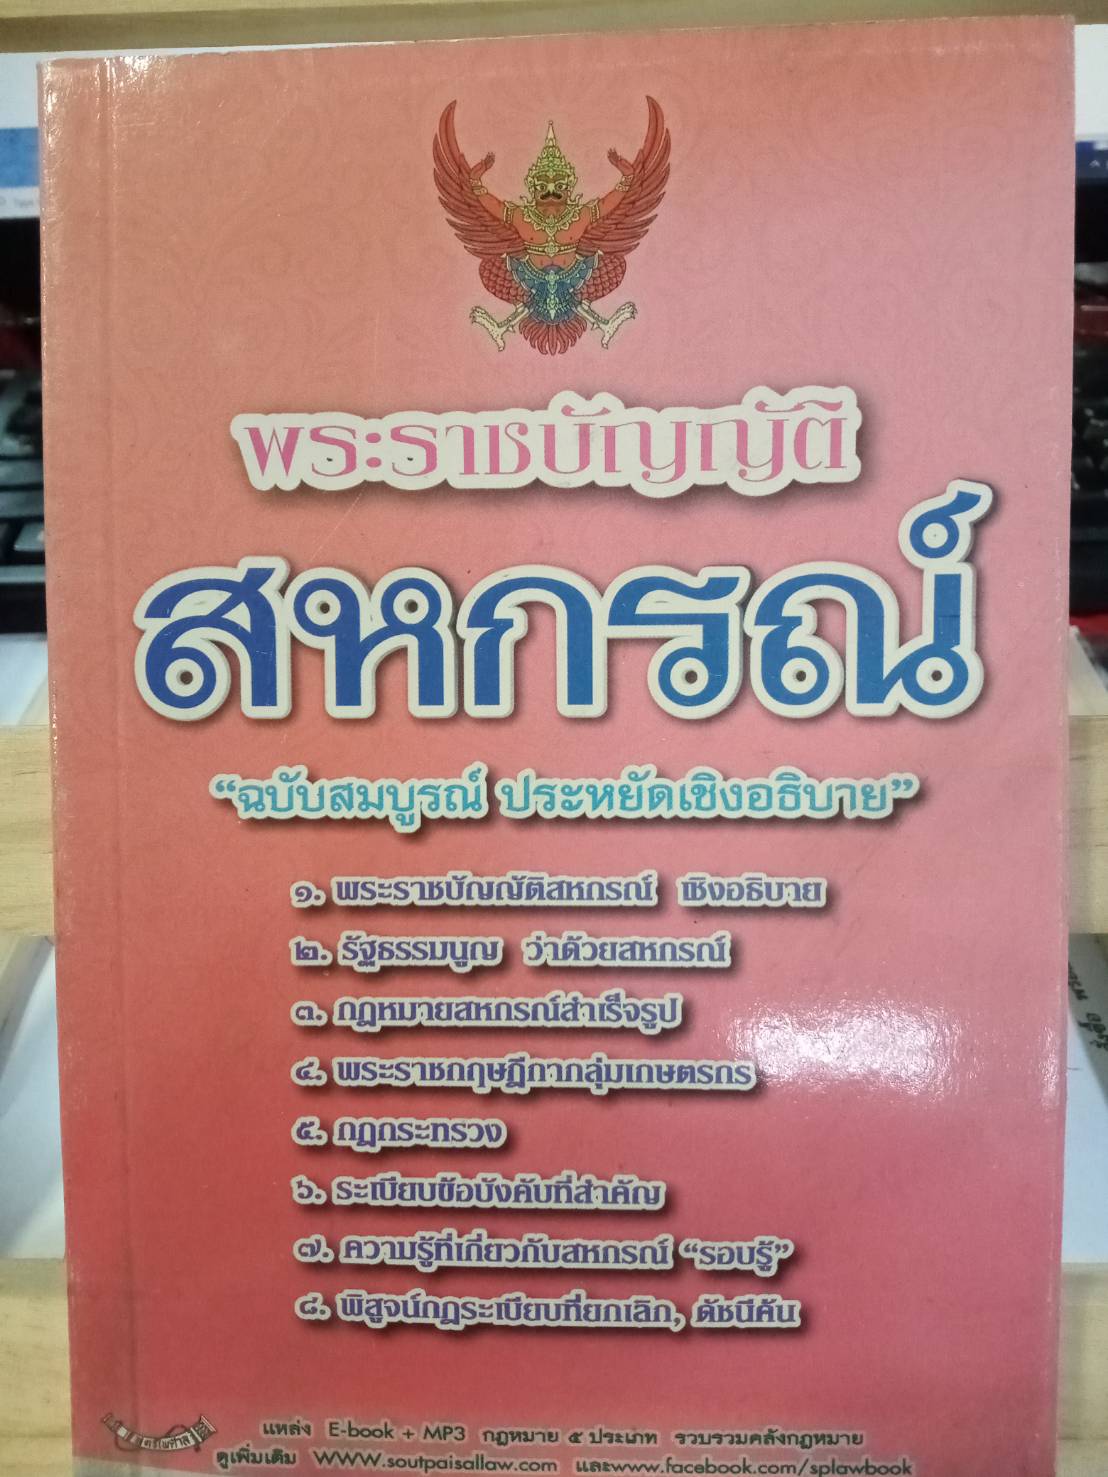 พระราชบัญญัติ
สหกรณ์
“ฉบับสมบูรณ์ ประหยัดเชิงอธิบาย”
๑. พระราชบัญญัติสหกรณ์ เชิงอธิบาย
๒. รัฐธรรมนูญ ว่าด้วยสหกรณ์
๓. กฎหมายสหกรณ์สำเร็จรูป
๔. พระราชกฤษฎีกากลุ่มเกษตรกร
๕. กฎกระทรวง
๖. ระเบียบข้อบังคับที่สำคัญ
๗. ความรู้ที่เกี่ยวกับสหกรณ์ “รอบรู้”
๘. พิสูจน์กฎระเบียบที่ยกเลิก, ดัชนีค้น
สูตรไพศาล
แหล่ง E-book + MP3 กฎหมาย ๕ ประเภท รวบรวมคลังกฎหมาย
ดูเพิ่มเติม WWW.soutpaisallaw.com และwww.facebook.com/splawbook